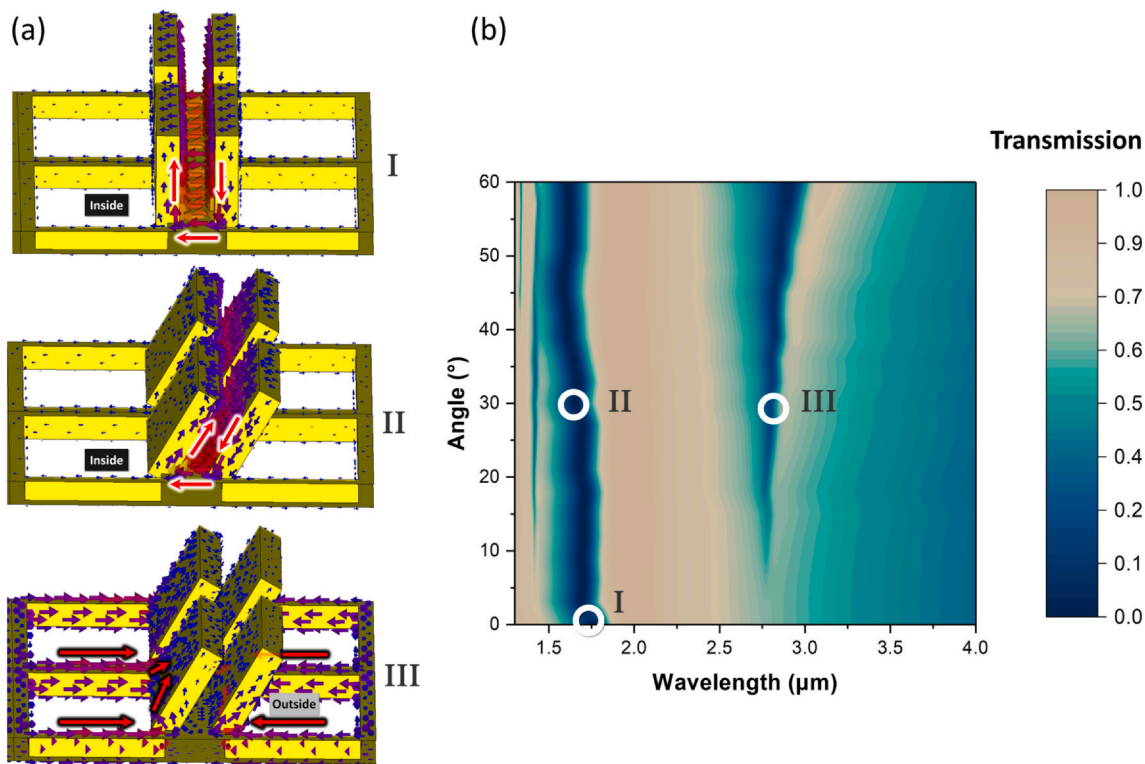 (a)
I
Inside
II
Inside
III
Outside
(b)
Transmission
Angle (°)
60
50
40
30
20
10
0
II
III
I
1.5
2.0
2.5
3.0
3.5
4.0
Wavelength (μm)
1.0
0.9
0.7
0.6
0.5
0.4
0.2
0.1
0.0